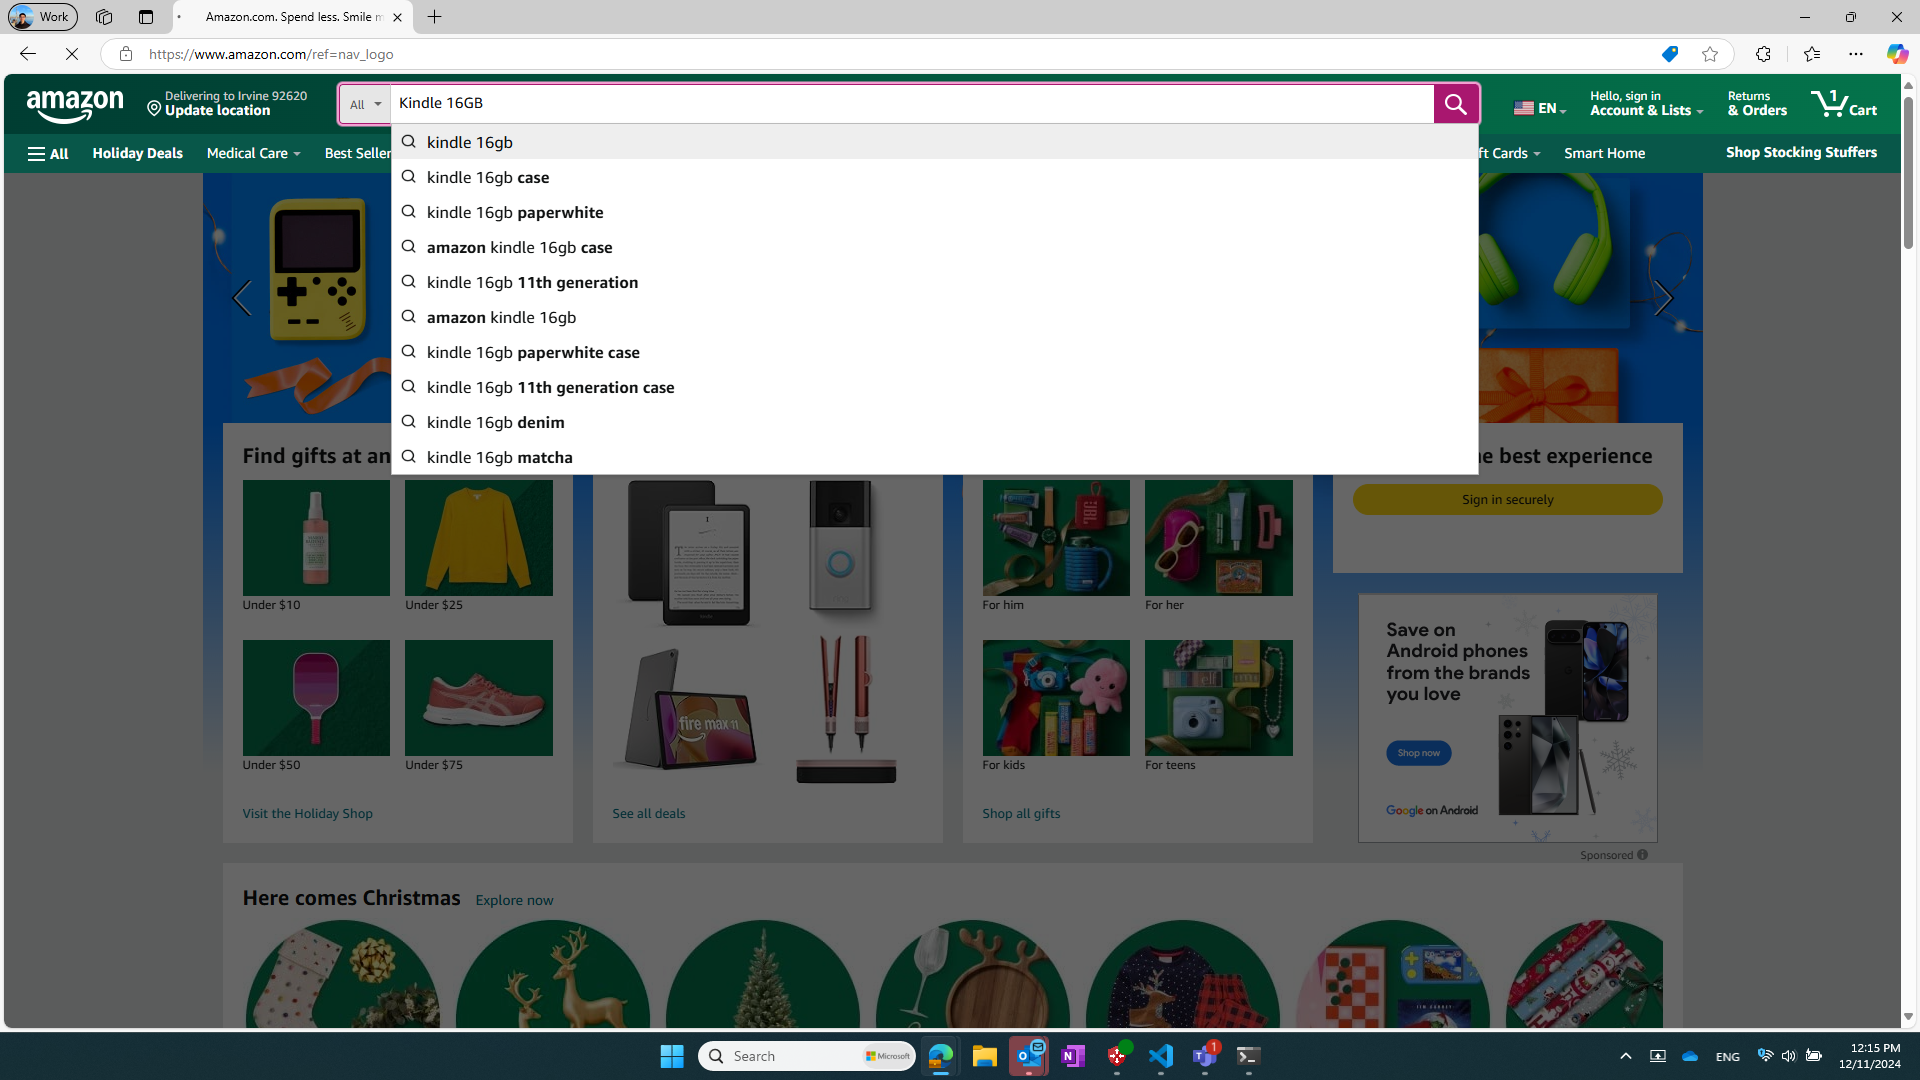 Work
Amazon.com. Spend less. Smile m
https://www.amazon.com/ref=nav_logo
amazon
Delivering to Irvine 92620
Update location
All
Kindle 16GB
EN
Hello, sign in
Account & Lists
Returns
& Orders
1
Cart
All
Holiday Deals
Medical Care
Best Seller
ft Cards
Smart Home
Shop Stocking Stuffers
kindle 16gb
kindle 16gb case
kindle 16gb paperwhite
amazon kindle 16gb case
kindle 16gb 11th generation
amazon kindle 16gb
kindle 16gb paperwhite case
kindle 16gb 11th generation case
kindle 16gb denim
kindle 16gb matcha
Find gifts at an
e best experience
Sign in securely
Under $10
Under $25
Under $50
Under $75
Visit the Holiday Shop
fire max 11
See all deals
JBL
For him
For her
For kids
For teens
Shop all gifts
Save on
Android phones
from the brands
you love
Shop now
Google on Android
Sponsored
Here comes Christmas
Explore now
Search
Microsoft
1
ENG
12:15 PM
12/11/2024